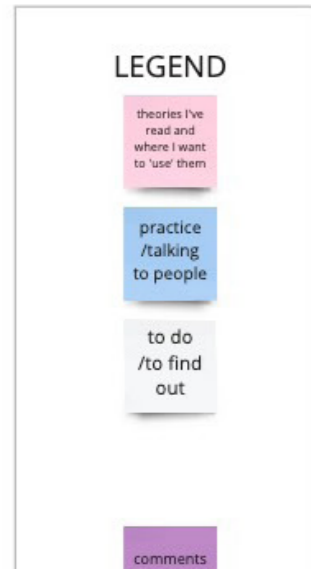 LEGEND
theories I've
read and
where I want
to 'use' them
practice
/talking
to people
to do
/to find
out
comments